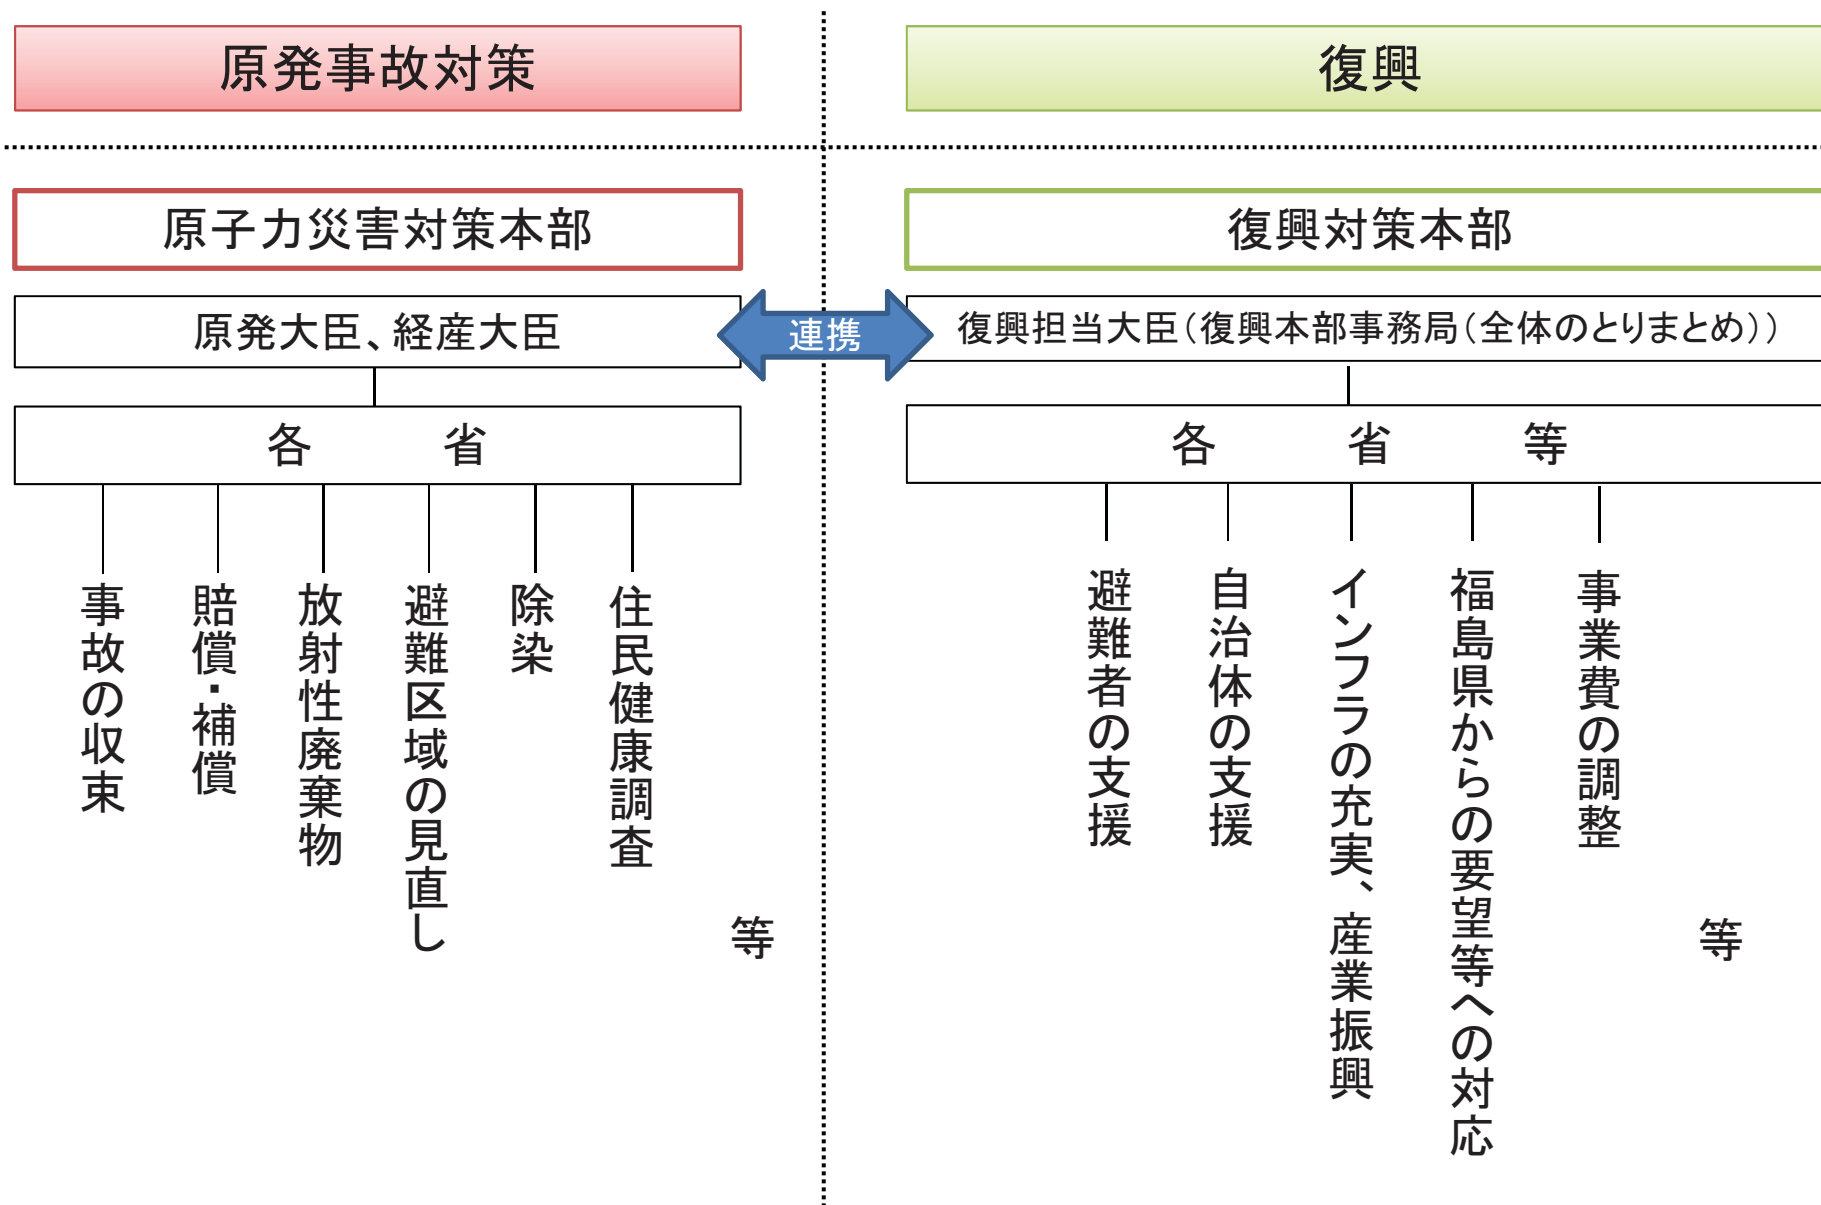 原発事故対策
復興
原子力災害対策本部
復興対策本部
原発大臣、経産大臣
連携
復興担当大臣(復興本部事務局(全体のとりまとめ))
各　省
各　省　等
事故の収束
賠償・補償
放射性廃棄物
避難区域の見直し
除染
住民健康調査
等
避難者の支援
自治体の支援
インフラの充実、産業振興
福島県からの要望等への対応
事業費の調整
等